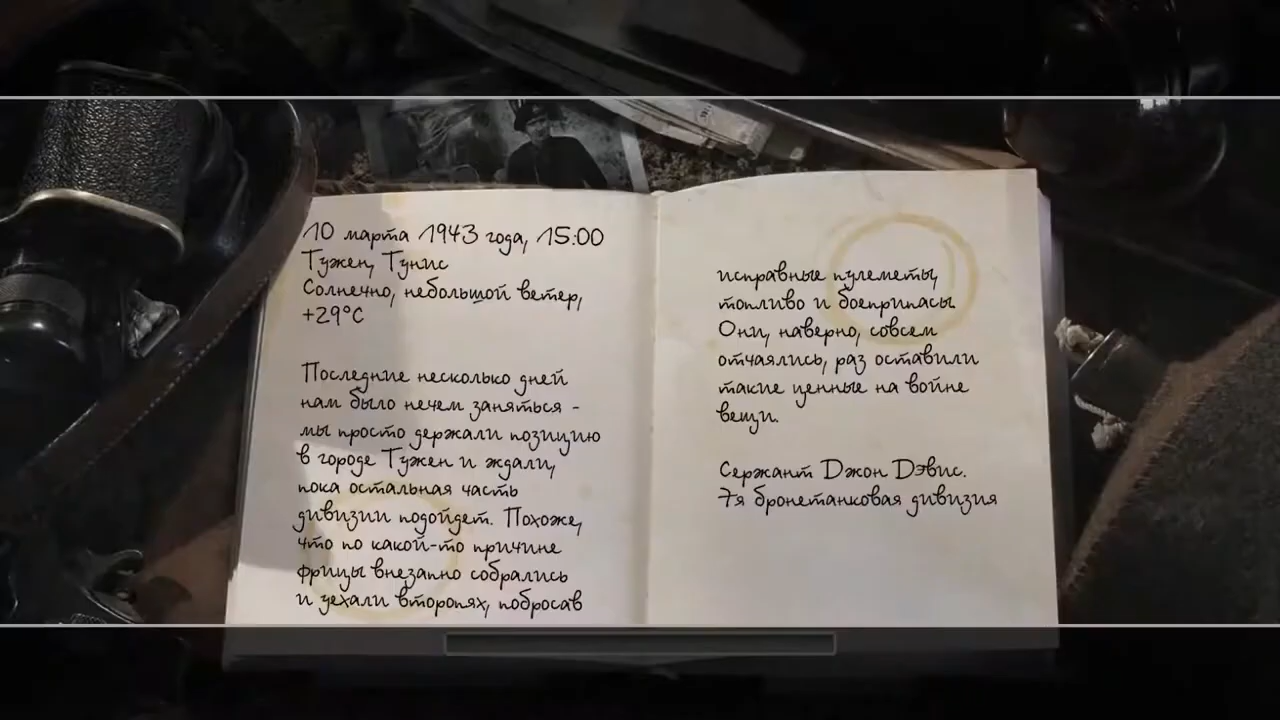 10 марта 1943 года, 15:00
Тужен, Тунис
Солнечно, небольшой ветер,
+29°C
Последние несколько дней
нам было нечем заняться -
мы просто держали позицию
в городе Тужен и ждали,
пока остальная часть
дивизии подойдет. Похоже,
что по какой-то причине
фрицы внезапно собрались
и уехали второпях, побросав
исправные пулеметы,
топливо и боеприпасы.
Они, наверно, совсем
отчаялись, раз оставили
такие ценные на войне
вещи.
Сержант Джон Дэвис.
7я бронетанковая дивизия